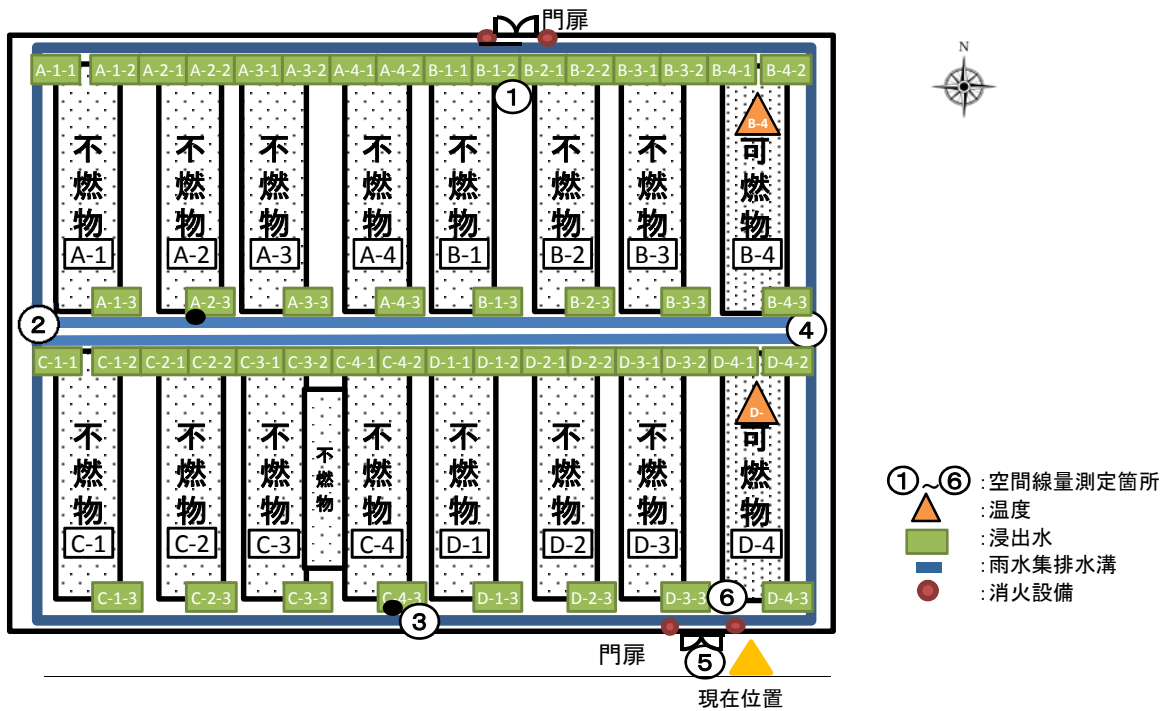 門扉
N
A-1-1 A-1-2 A-2-1 A-2-2 A-3-1 A-3-2 A-4-1 A-4-2 B-1-1 B-1-2 B-2-1 B-2-2 B-3-1 B-3-2 B-4-1 B-4-2
①
B-4
不燃物 不燃物 不燃物 不燃物 不燃物 不燃物 不燃物 可燃物
A-1 A-2 A-3 A-4 B-1 B-2 B-3 B-4
A-1-3 A-2-3 A-3-3 A-4-3 B-1-3 B-2-3 B-3-3 B-4-3
② ④
C-1-1 C-1-2 C-2-1 C-2-2 C-3-1 C-3-2 C-4-1 C-4-2 D-1-1 D-1-2 D-2-1 D-2-2 D-3-1 D-3-2 D-4-1 D-4-2
D-
不燃物 不燃物 不燃物 不燃物 不燃物 不燃物 不燃物 不燃物 可燃物
C-1 C-2 C-3 C-4 D-1 D-2 D-3 D-4
C-1-3 C-2-3 C-3-3 C-4-3 D-1-3 D-2-3 D-3-3 D-4-3
③ ⑥
門扉 ⑤
現在位置
①~⑥ :空間線量測定箇所
:温度
:浸出水
:雨水集排水溝
:消火設備